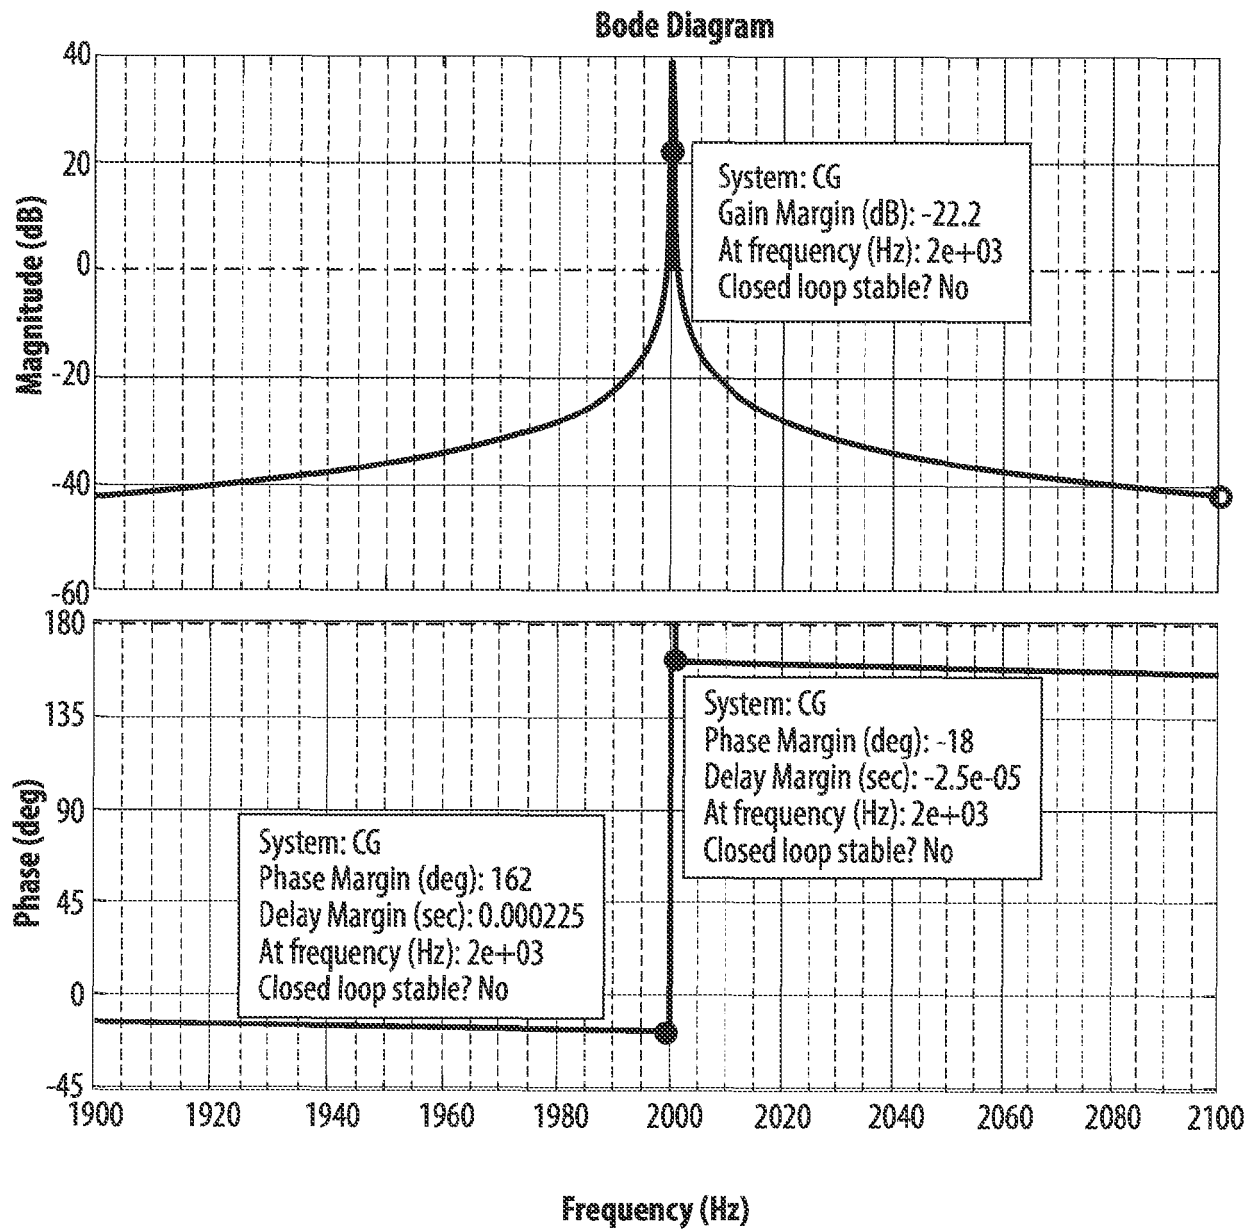 Bode Diagram
40
20
0
-20
-40
-60
Magnitude (dB)
System: CG
Gain Margin (dB): -22.2
At frequency (Hz): 2e+03
Closed loop stable? No
180
135
90
45
0
-45
Phase (deg)
System: CG
Phase Margin (deg): -18
Delay Margin (sec): -2.5e-05
At frequency (Hz): 2e+03
Closed loop stable? No
System: CG
Phase Margin (deg): 162
Delay Margin (sec): 0.000225
At frequency (Hz): 2e+03
Closed loop stable? No
1900 1920 1940 1960 1980 2000 2020 2040 2060 2080 2100
Frequency (Hz)